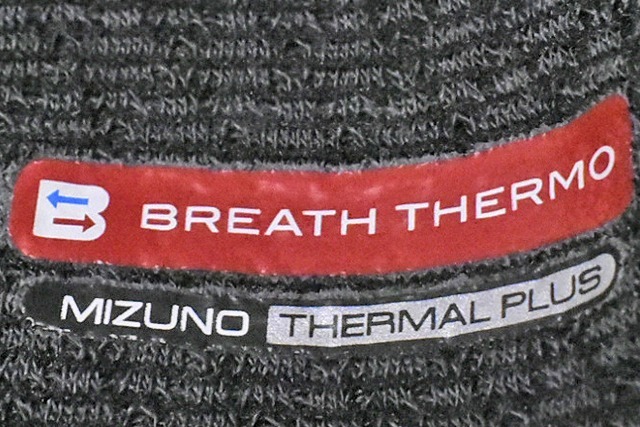 B BREATH THERMO
MIZUNO THERMAL PLUS